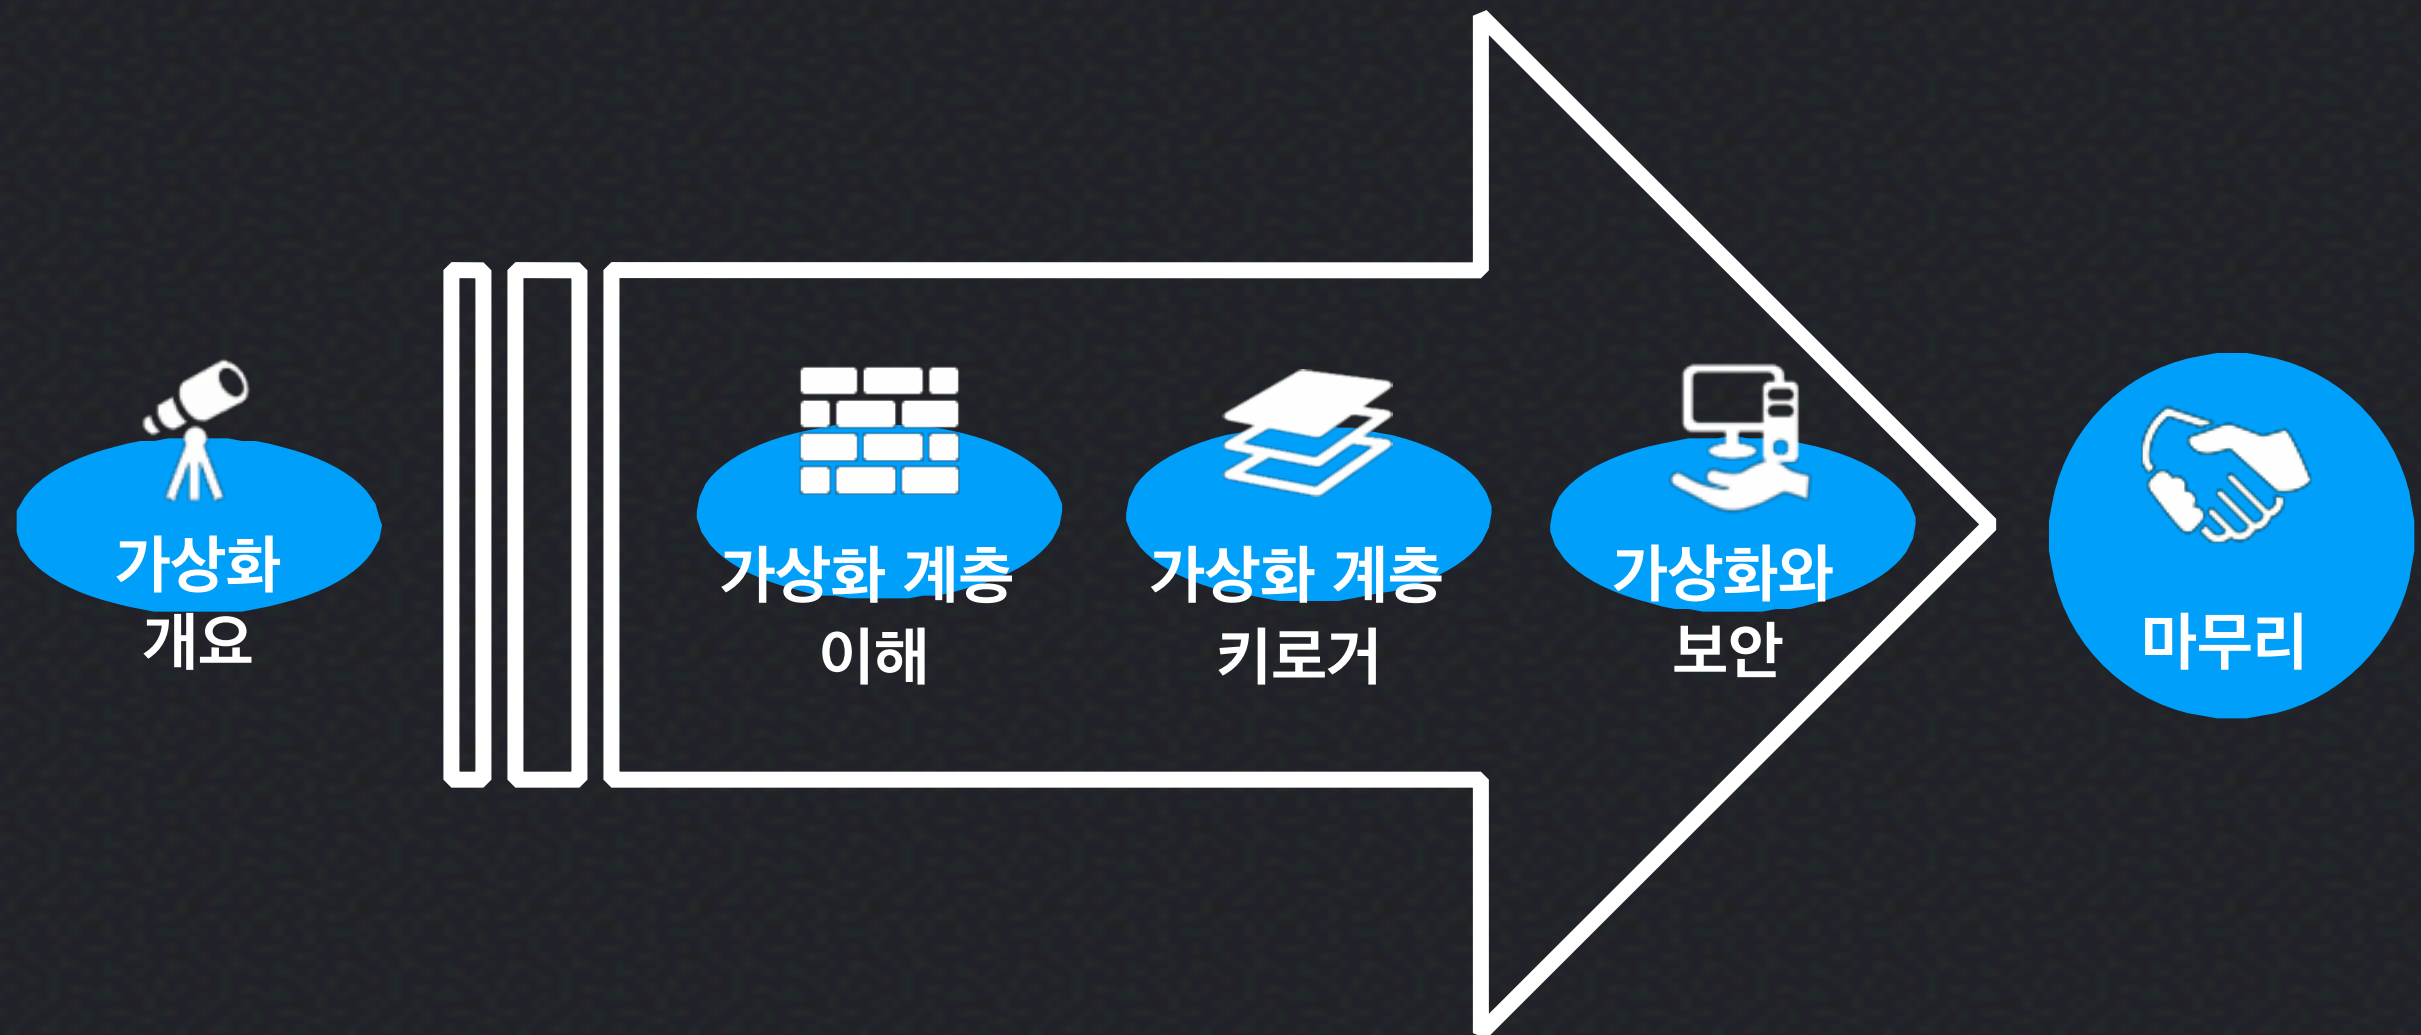 가상화
개요
가상화 계층
이해
가상화 계층
키로거
가상화와
보안
마무리